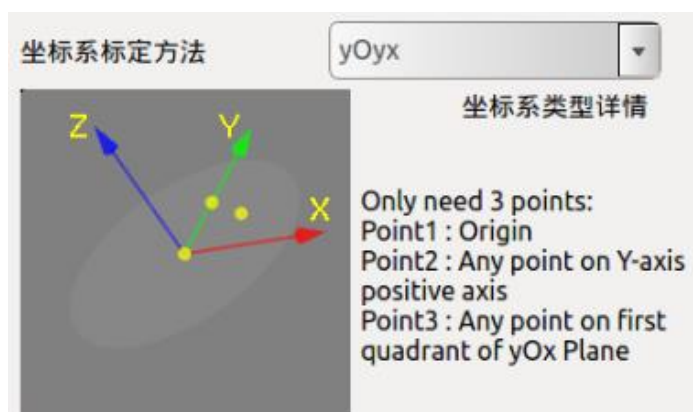 坐标系标定方法
yOyx
坐标系类型详情
Z
Y
X
Only need 3 points:
Point1 : Origin
Point2 : Any point on Y-axis
positive axis
Point3 : Any point on first
quadrant of yOx Plane